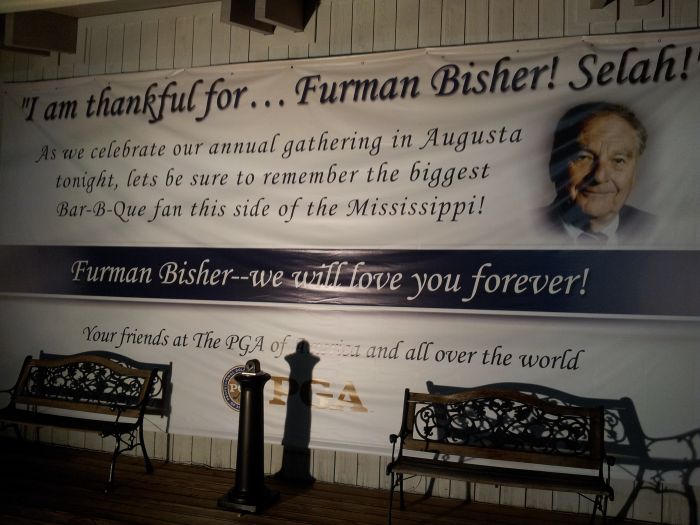 "I am thankful for… Furman Bisher! Selah!"
As we celebrate our annual gathering in Augusta
tonight, lets be sure to remember the biggest
Bar-B-Que fan this side of the Mississippi!
Furman Bisher--we will love you forever!
Your friends at The PGA of America and all over the world
PGA